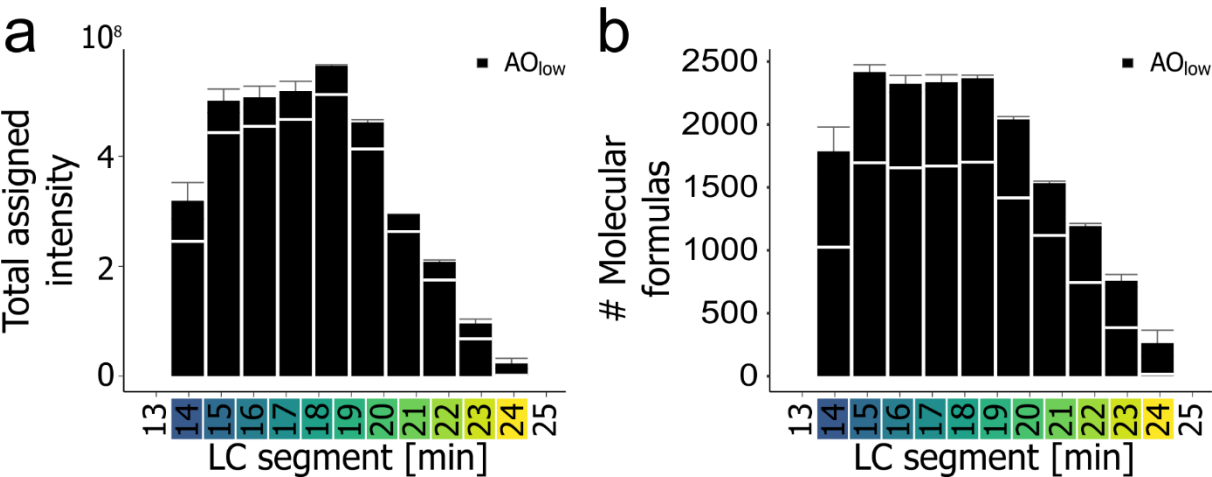 a
10⁸
AOlow
Total assigned
intensity
4
2
0
13 14 15 16 17 18 19 20 21 22 23 24 25
LC segment [min]
b
AOlow
# Molecular
formulas
2500
2000
1500
1000
500
0
13 14 15 16 17 18 19 20 21 22 23 24 25
LC segment [min]